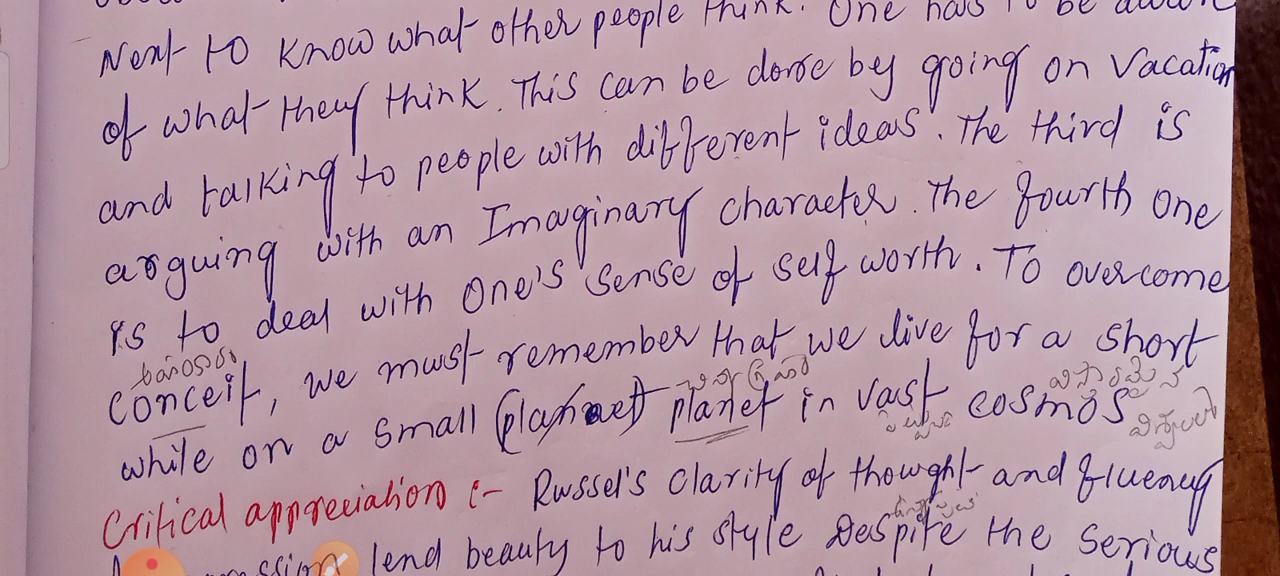 Next to know what other people think. One has to be aware
of what they think. This can be done by going on vacation
and talking to people with different ideas. The third is
arguing with an Imaginary character. The fourth one
is to deal with One's sense of self worth. To overcome
conceit, we must remember that we live for a short
while on a small planet in vast cosmos
Critical appreciation :- Russel's clarity of thought and fluency
lend beauty to his style Despite the serious